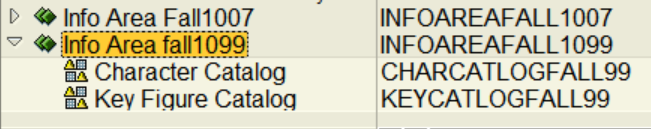 Info Area Fall1007 INFOAREAFALL1007
Info Area fall1099 INFOAREAFALL1099
Character Catalog CHARCATLOGFALL99
Key Figure Catalog KEYCATLOGFALL99